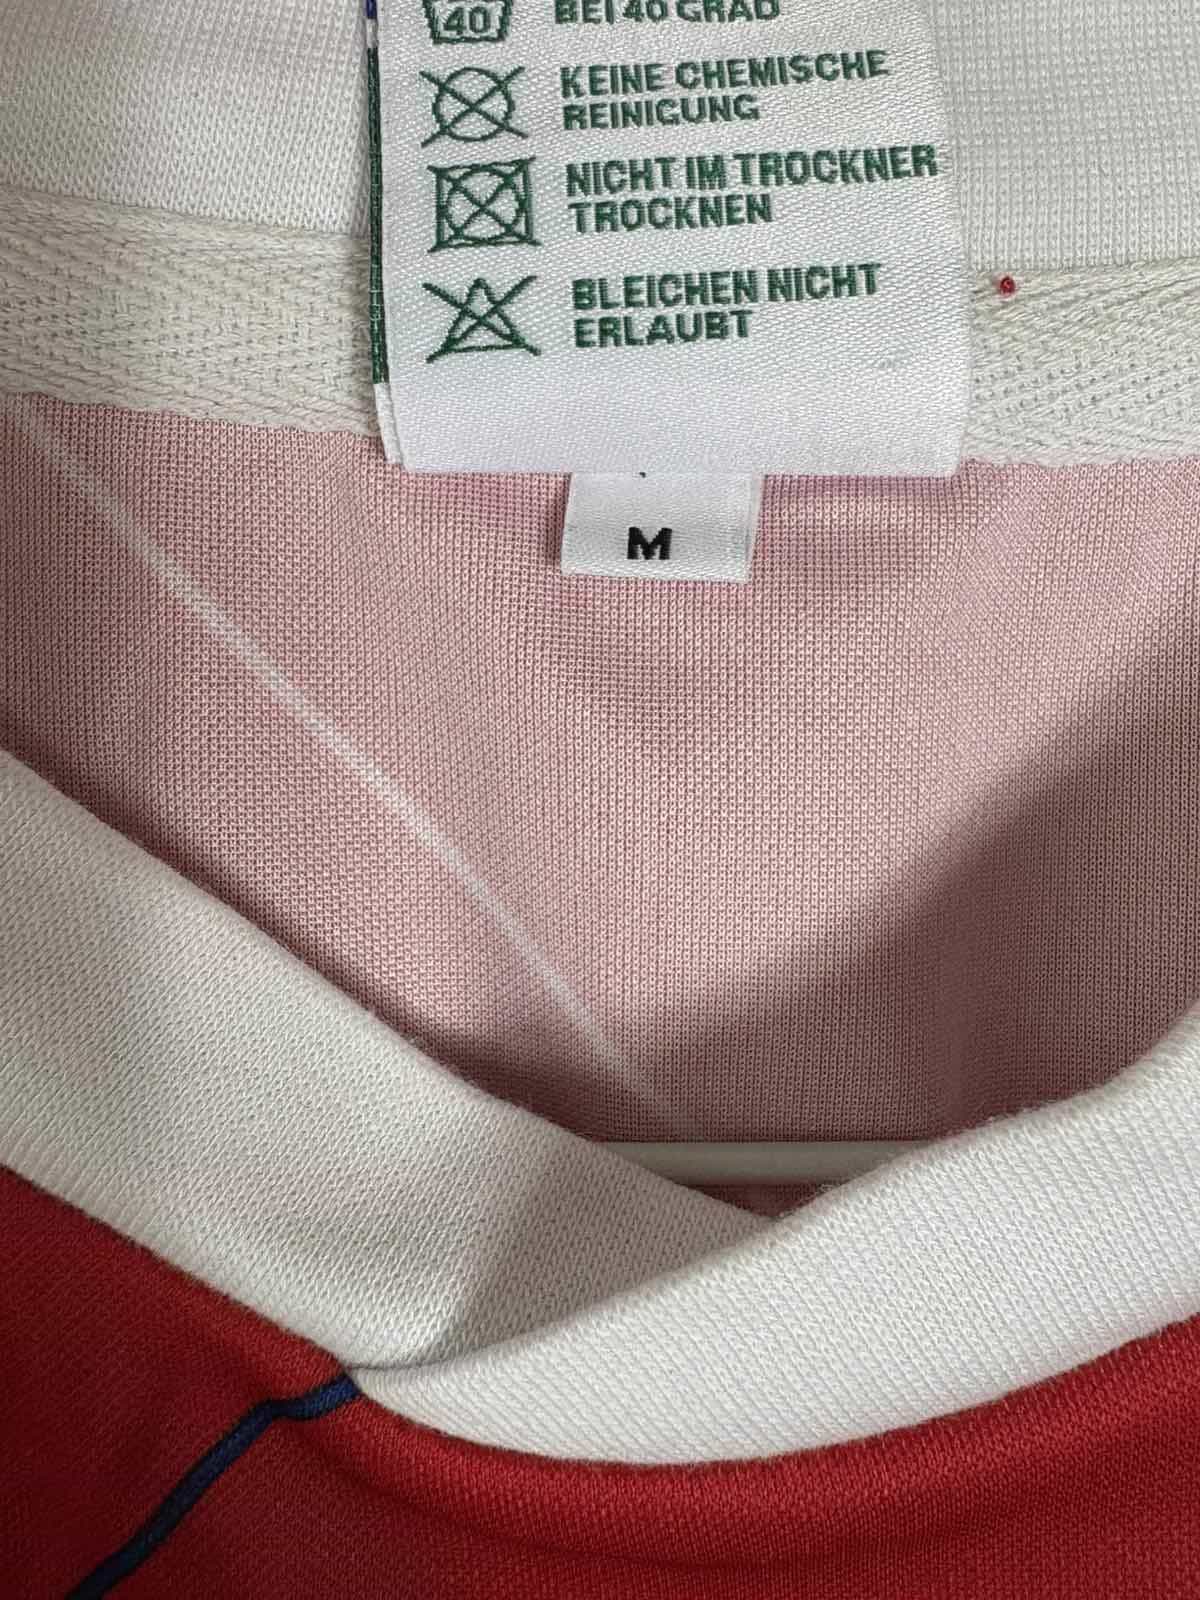 40
BEI 40 GRAD
KEINE CHEMISCHE
REINIGUNG
NICHT IM TROCKNER
TROCKNEN
BLEICHEN NICHT
ERLAUBT
M